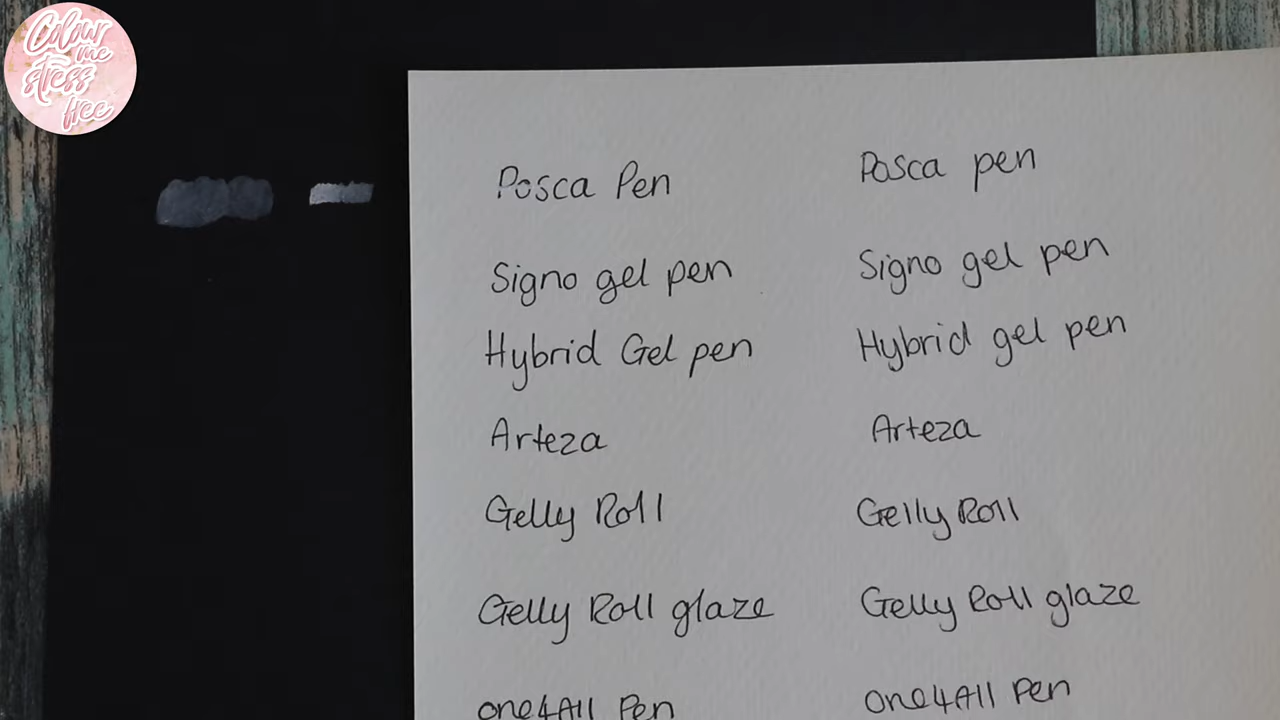 Colour
me
stress
free
Posca Pen Posca pen
Signo gel pen Signo gel pen
Hybrid Gel pen Hybrid gel pen
Arteza Arteza
Gelly Roll Gelly Roll
Gelly Roll glaze Gelly Roll glaze
one4All Pen One4All Pen